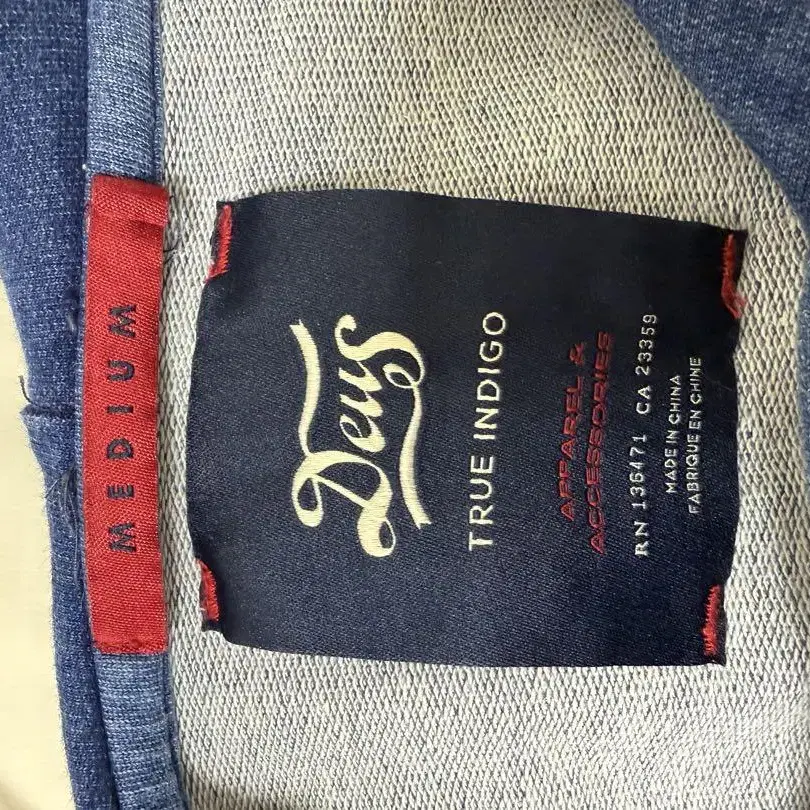 MEDIUM
Deus
TRUE INDIGO
APPAREL &
ACCESSORIES
RN 136471 CA 23359
MADE IN CHINA
FABRIQUE EN CHINE